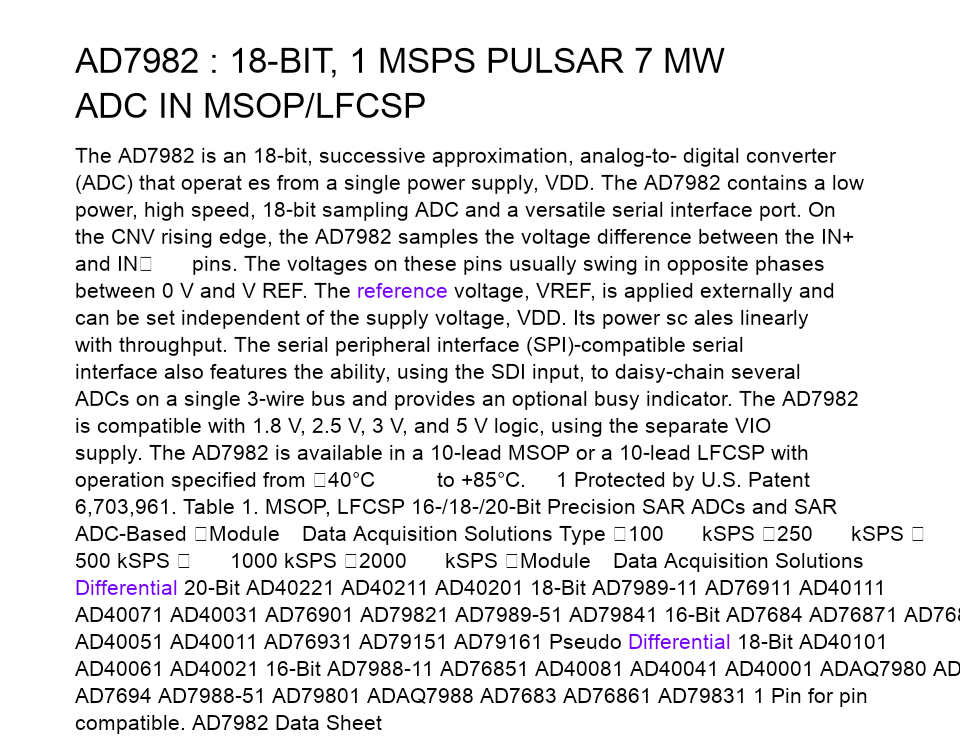 AD7982 : 18-BIT, 1 MSPS PULSAR 7 MW
ADC IN MSOP/LFCSP
The AD7982 is an 18-bit, successive approximation, analog-to- digital converter
(ADC) that operat es from a single power supply, VDD. The AD7982 contains a low
power, high speed, 18-bit sampling ADC and a versatile serial interface port. On
the CNV rising edge, the AD7982 samples the voltage difference between the IN+
and IN□ pins. The voltages on these pins usually swing in opposite phases
between 0 V and V REF. The reference voltage, VREF, is applied externally and
can be set independent of the supply voltage, VDD. Its power sc ales linearly
with throughput. The serial peripheral interface (SPI)-compatible serial
interface also features the ability, using the SDI input, to daisy-chain several
ADCs on a single 3-wire bus and provides an optional busy indicator. The AD7982
is compatible with 1.8 V, 2.5 V, 3 V, and 5 V logic, using the separate VIO
supply. The AD7982 is available in a 10-lead MSOP or a 10-lead LFCSP with
operation specified from □40°C to +85°C. 1 Protected by U.S. Patent
6,703,961. Table 1. MSOP, LFCSP 16-/18-/20-Bit Precision SAR ADCs and SAR
ADC-Based □Module Data Acquisition Solutions Type □100 kSPS □250 kSPS □
500 kSPS □ 1000 kSPS □2000 kSPS □Module Data Acquisition Solutions
Differential 20-Bit AD40221 AD40211 AD40201 18-Bit AD7989-11 AD76911 AD40111
AD40071 AD40031 AD76901 AD79821 AD7989-51 AD79841 16-Bit AD7684 AD76871
AD40051 AD40011 AD76931 AD79151 AD79161 Pseudo Differential 18-Bit AD40101
AD40061 AD40021 16-Bit AD7988-11 AD76851 AD40081 AD40041 AD40001 ADAQ7980
AD7694 AD7988-51 AD79801 ADAQ7988 AD7683 AD76861 AD79831 1 Pin for pin
compatible. AD7982 Data Sheet